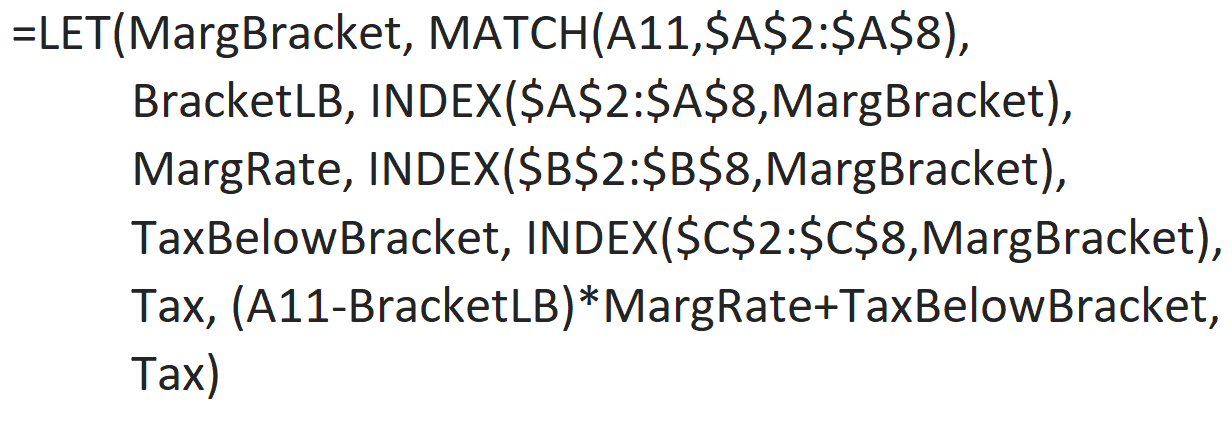 =LET(MargBracket, MATCH(A11,$A$2:$A$8),
BracketLB, INDEX($A$2:$A$8,MargBracket),
MargRate, INDEX($B$2:$B$8,MargBracket),
TaxBelowBracket, INDEX($C$2:$C$8,MargBracket),
Tax, (A11-BracketLB)*MargRate+TaxBelowBracket,
Tax)